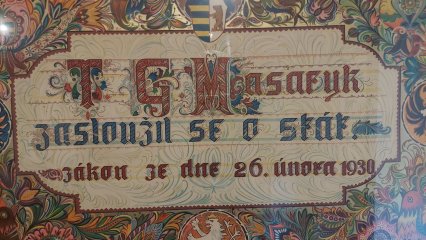 T. G. Masaryk
zasloužil se o stát.
zákon ze dne 26. února 1930